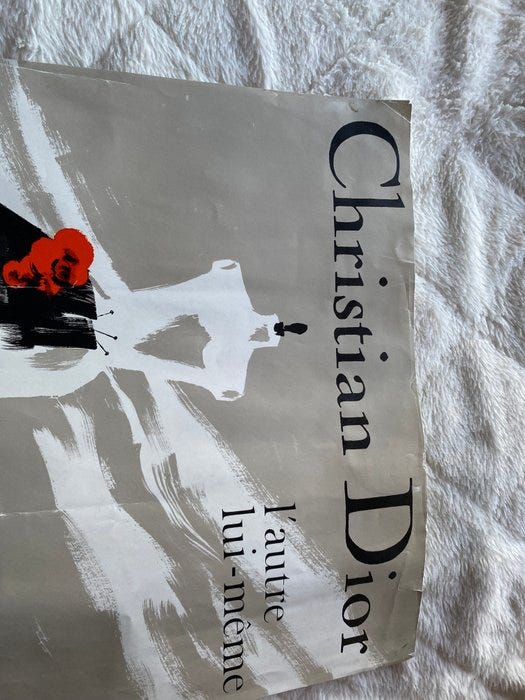 Christian Dior
l'autre
lui-même